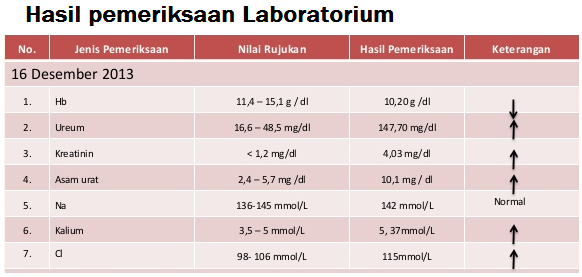 Hasil pemeriksaan Laboratorium
No. Jenis Pemeriksaan Nilai Rujukan Hasil Pemeriksaan Keterangan
16 Desember 2013
1. Hb 11,4 – 15,1 g / dl 10,20 g /dl ↓
2. Ureum 16,6 – 48,5 mg/dl 147,70 mg/dl ↑
3. Kreatinin < 1,2 mg/dl 4,03 mg/dl ↑
4. Asam urat 2,4 – 5,7 mg /dl 10,1 mg / dl ↑
5. Na 136-145 mmol/L 142 mmol/L Normal
6. Kalium 3,5 – 5 mmol/L 5, 37mmol/L ↑
7. Cl 98- 106 mmol/L 115mmol/L ↑